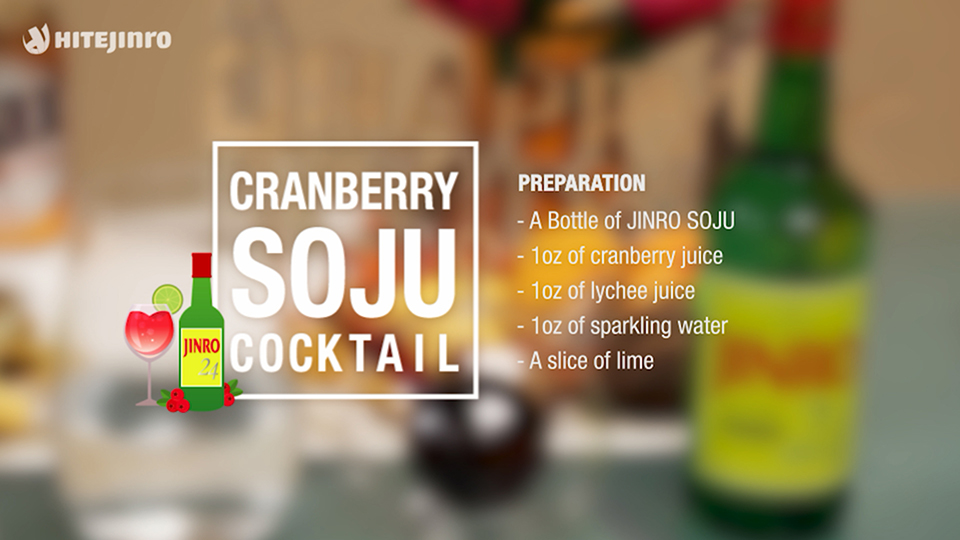 HITEJINRO
CRANBERRY
SOJU
COCKTAIL
JINRO
24
PREPARATION
- A Bottle of JINRO SOJU
- 1oz of cranberry juice
- 1oz of lychee juice
- 1oz of sparkling water
- A slice of lime